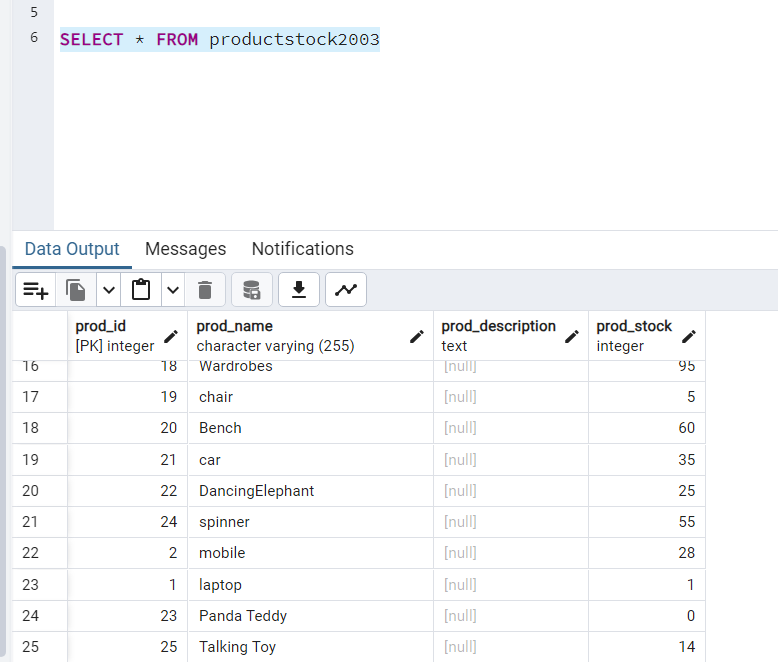 5
6 SELECT * FROM productstock2003
Data Output Messages Notifications
prod_id prod_name prod_description prod_stock
[PK] integer character varying (255) text integer
16 18 Wardrobes [null] 95
17 19 chair [null] 5
18 20 Bench [null] 60
19 21 car [null] 35
20 22 DancingElephant [null] 25
21 24 spinner [null] 55
22 2 mobile [null] 28
23 1 laptop [null] 1
24 23 Panda Teddy [null] 0
25 25 Talking Toy [null] 14